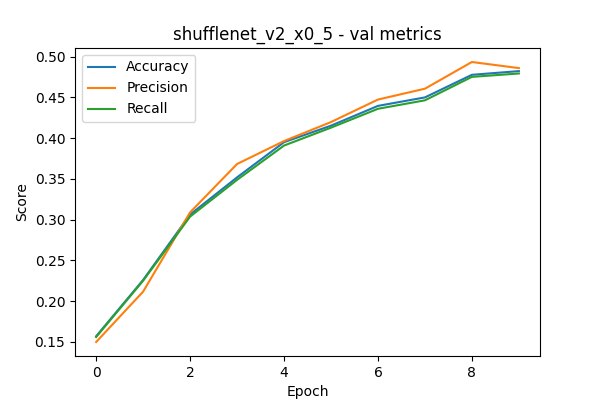 shufflenet_v2_x0_5 - val metrics
Accuracy
Precision
Recall
Score
0.50
0.45
0.40
0.35
0.30
0.25
0.20
0.15
0 2 4 6 8
Epoch